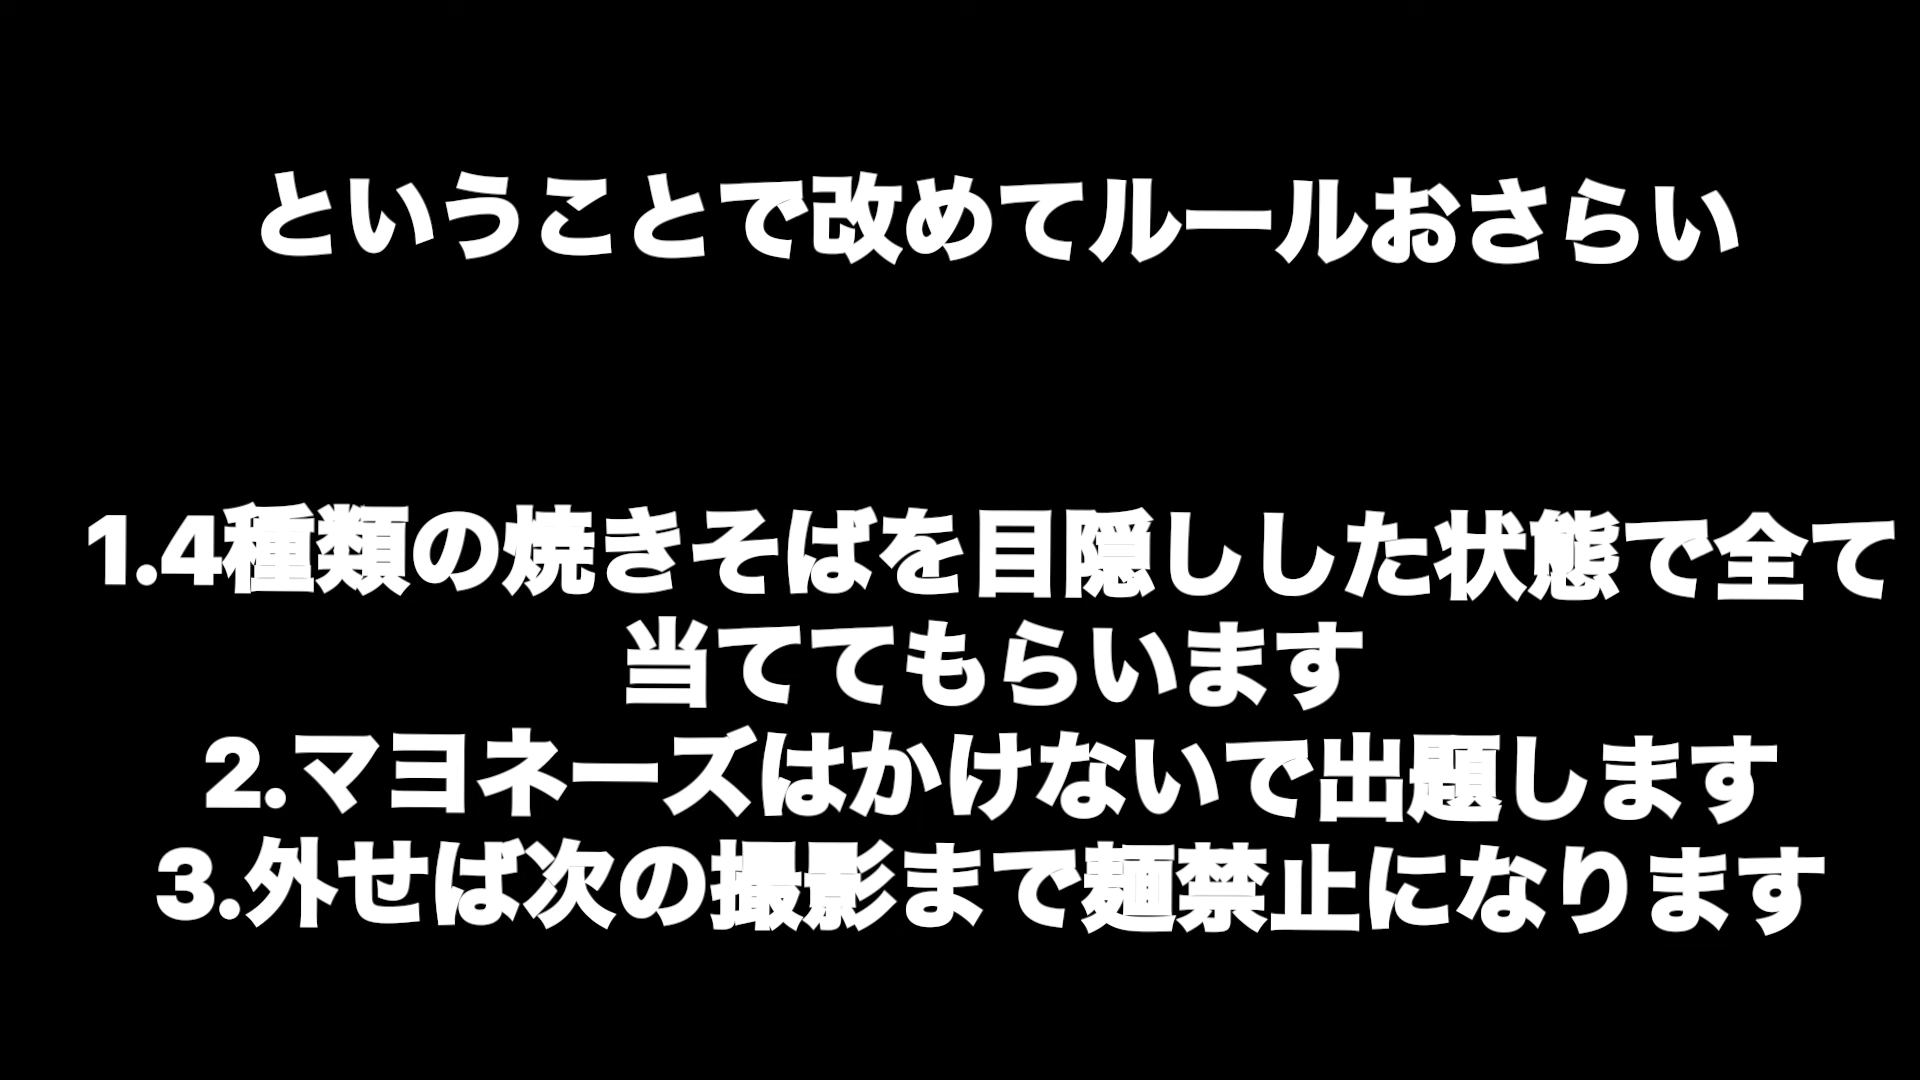 ということで改めてルールおさらい
1.4種類の焼きそばを目隠しした状態で全て
当ててもらいます
2.マヨネーズはかけないで出題します
3.外せば次の撮影まで麺禁止になります